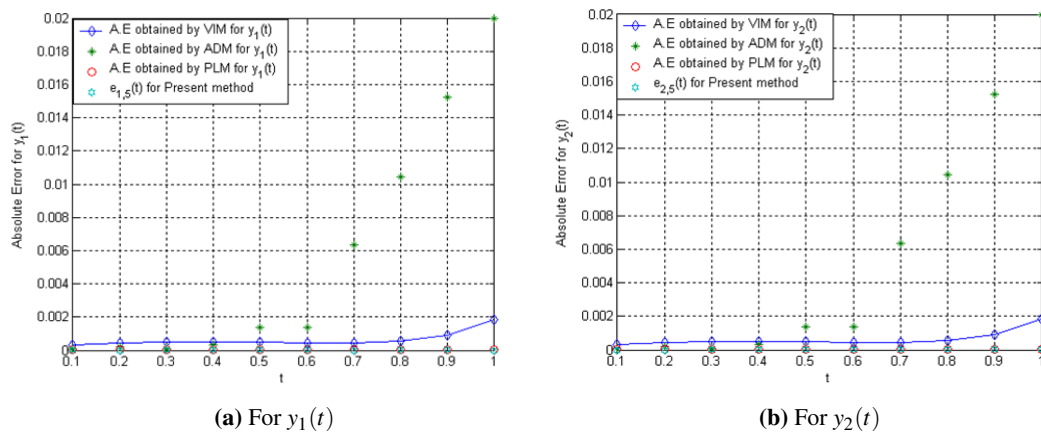 0.02
0.018
0.016
0.014
0.012
0.01
0.008
0.006
0.004
0.002
0
Absolute Error for y1(t)
A.E obtained by VIM for y1(t)
A.E obtained by ADM for y1(t)
A.E obtained by PLM for y1(t)
e1,5(t) for Present method
0.1 0.2 0.3 0.4 0.5 0.6 0.7 0.8 0.9 1
t
(a) For y1(t)
0.02
0.018
0.016
0.014
0.012
0.01
0.008
0.006
0.004
0.002
0
Absolute Error for y2(t)
A.E obtained by VIM for y2(t)
A.E obtained by ADM for y2(t)
A.E obtained by PLM for y2(t)
e2,5(t) for Present method
0.1 0.2 0.3 0.4 0.5 0.6 0.7 0.8 0.9 1
t
(b) For y2(t)